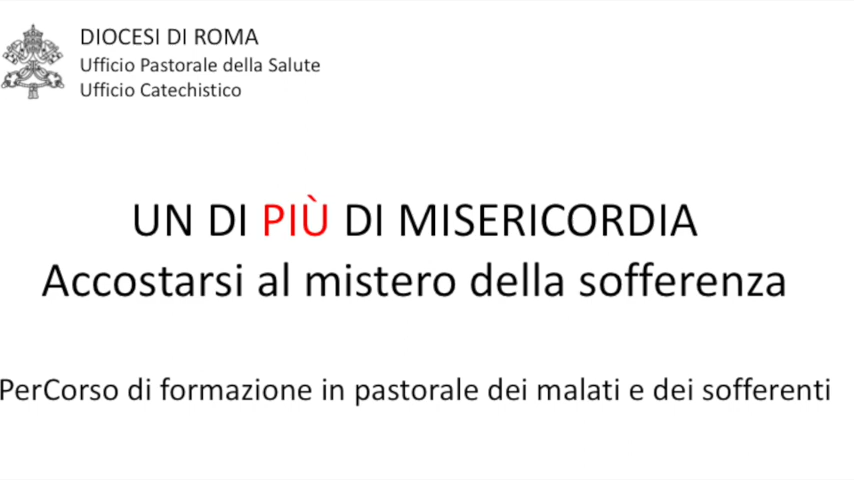 DIOCESI DI ROMA
Ufficio Pastorale della Salute
Ufficio Catechistico
UN DI PIÙ DI MISERICORDIA
Accostarsi al mistero della sofferenza
PerCorso di formazione in pastorale dei malati e dei sofferenti